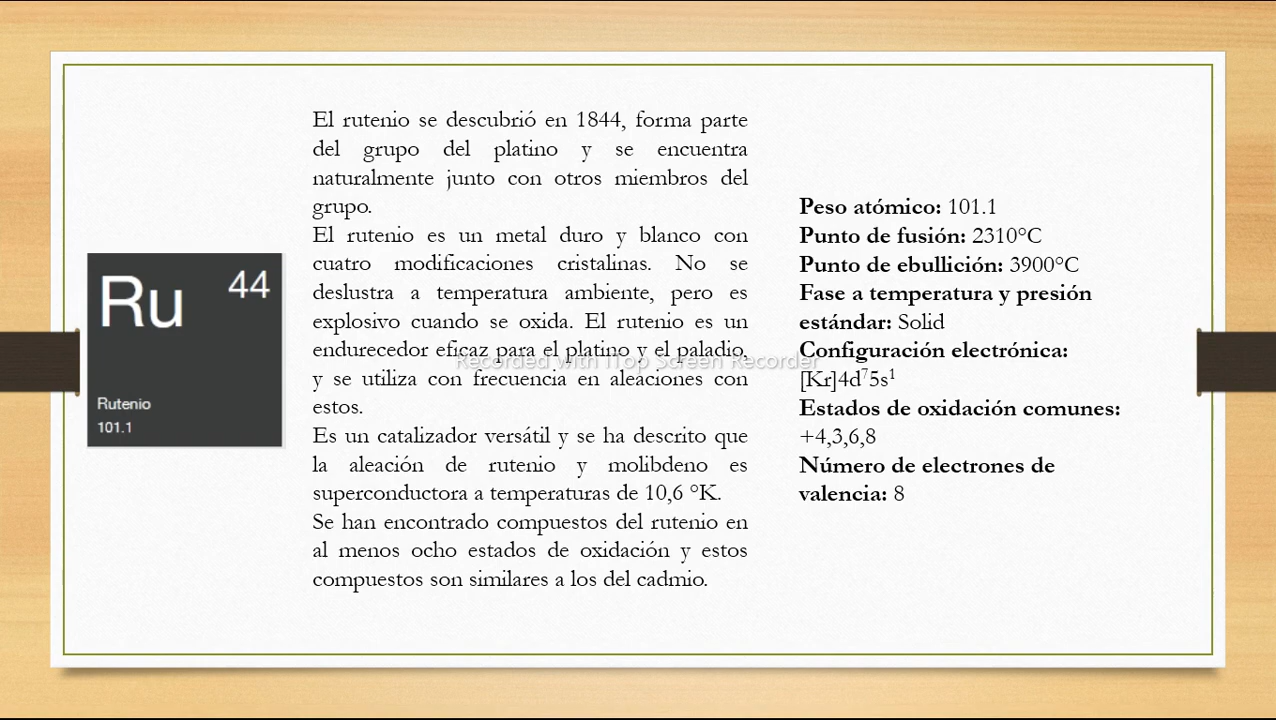 Ru
44
Rutenio
101.1
El rutenio se descubrió en 1844, forma parte
del grupo del platino y se encuentra
naturalmente junto con otros miembros del
grupo.
El rutenio es un metal duro y blanco con
cuatro modificaciones cristalinas. No se
deslustra a temperatura ambiente, pero es
explosivo cuando se oxida. El rutenio es un
endurecedor eficaz para el platino y el paladio,
y se utiliza con frecuencia en aleaciones con
estos.
Es un catalizador versátil y se ha descrito que
la aleación de rutenio y molibdeno es
superconductora a temperaturas de 10,6 °K.
Se han encontrado compuestos del rutenio en
al menos ocho estados de oxidación y estos
compuestos son similares a los del cadmio.
Recorded with iTop Screen Recorder
Peso atómico: 101.1
Punto de fusión: 2310°C
Punto de ebullición: 3900°C
Fase a temperatura y presión
estándar: Solid
Configuración electrónica:
[Kr]4d⁷5s¹
Estados de oxidación comunes:
+4,3,6,8
Número de electrones de
valencia: 8